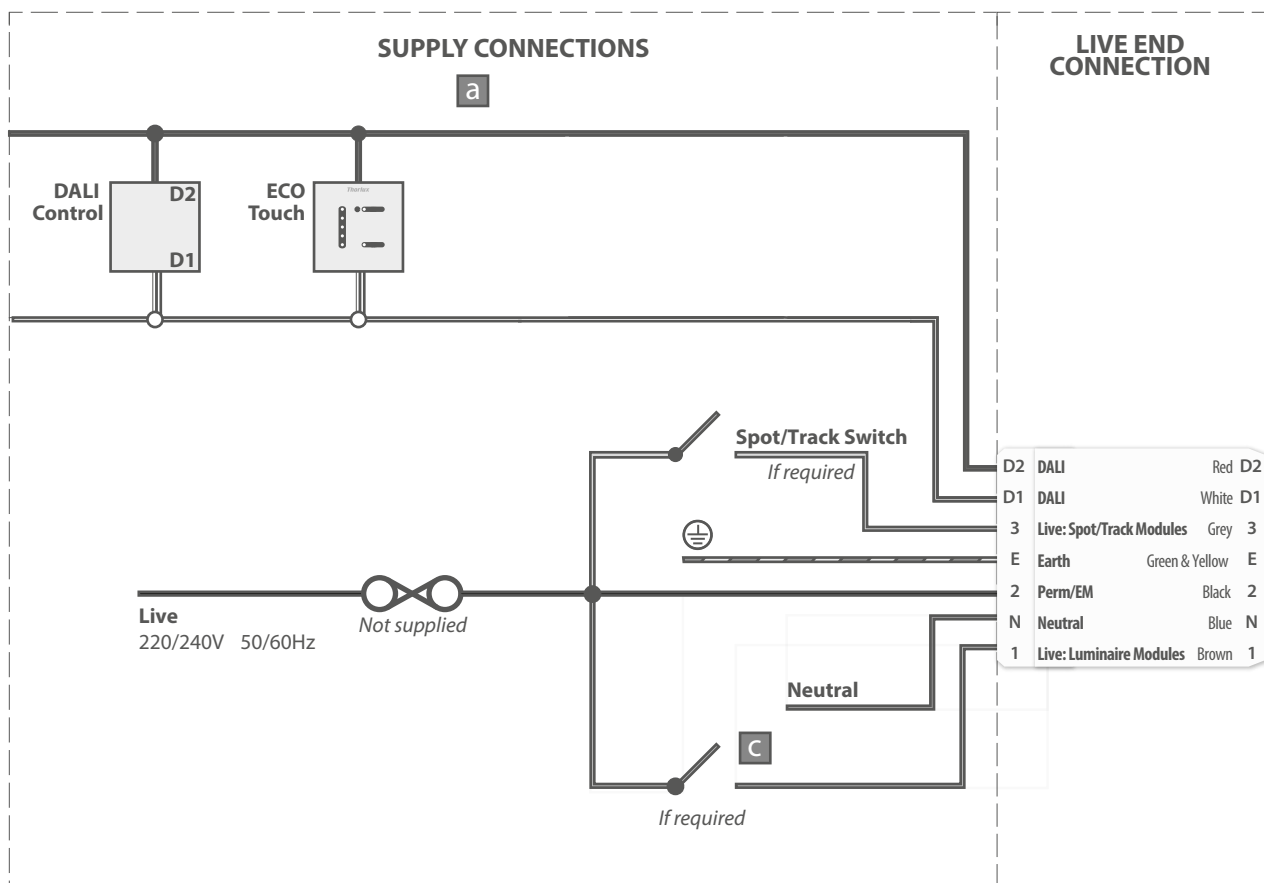 SUPPLY CONNECTIONS
a
LIVE END
CONNECTION
DALI
Control
D2
D1
ECO
Touch
Thorlux
Spot/Track Switch
If required
D2 DALI Red D2
D1 DALI White D1
3 Live: Spot/Track Modules Grey 3
E Earth Green & Yellow E
2 Perm/EM Black 2
N Neutral Blue N
1 Live: Luminaire Modules Brown 1
Live
220/240V 50/60Hz
Not supplied
Neutral
C
If required